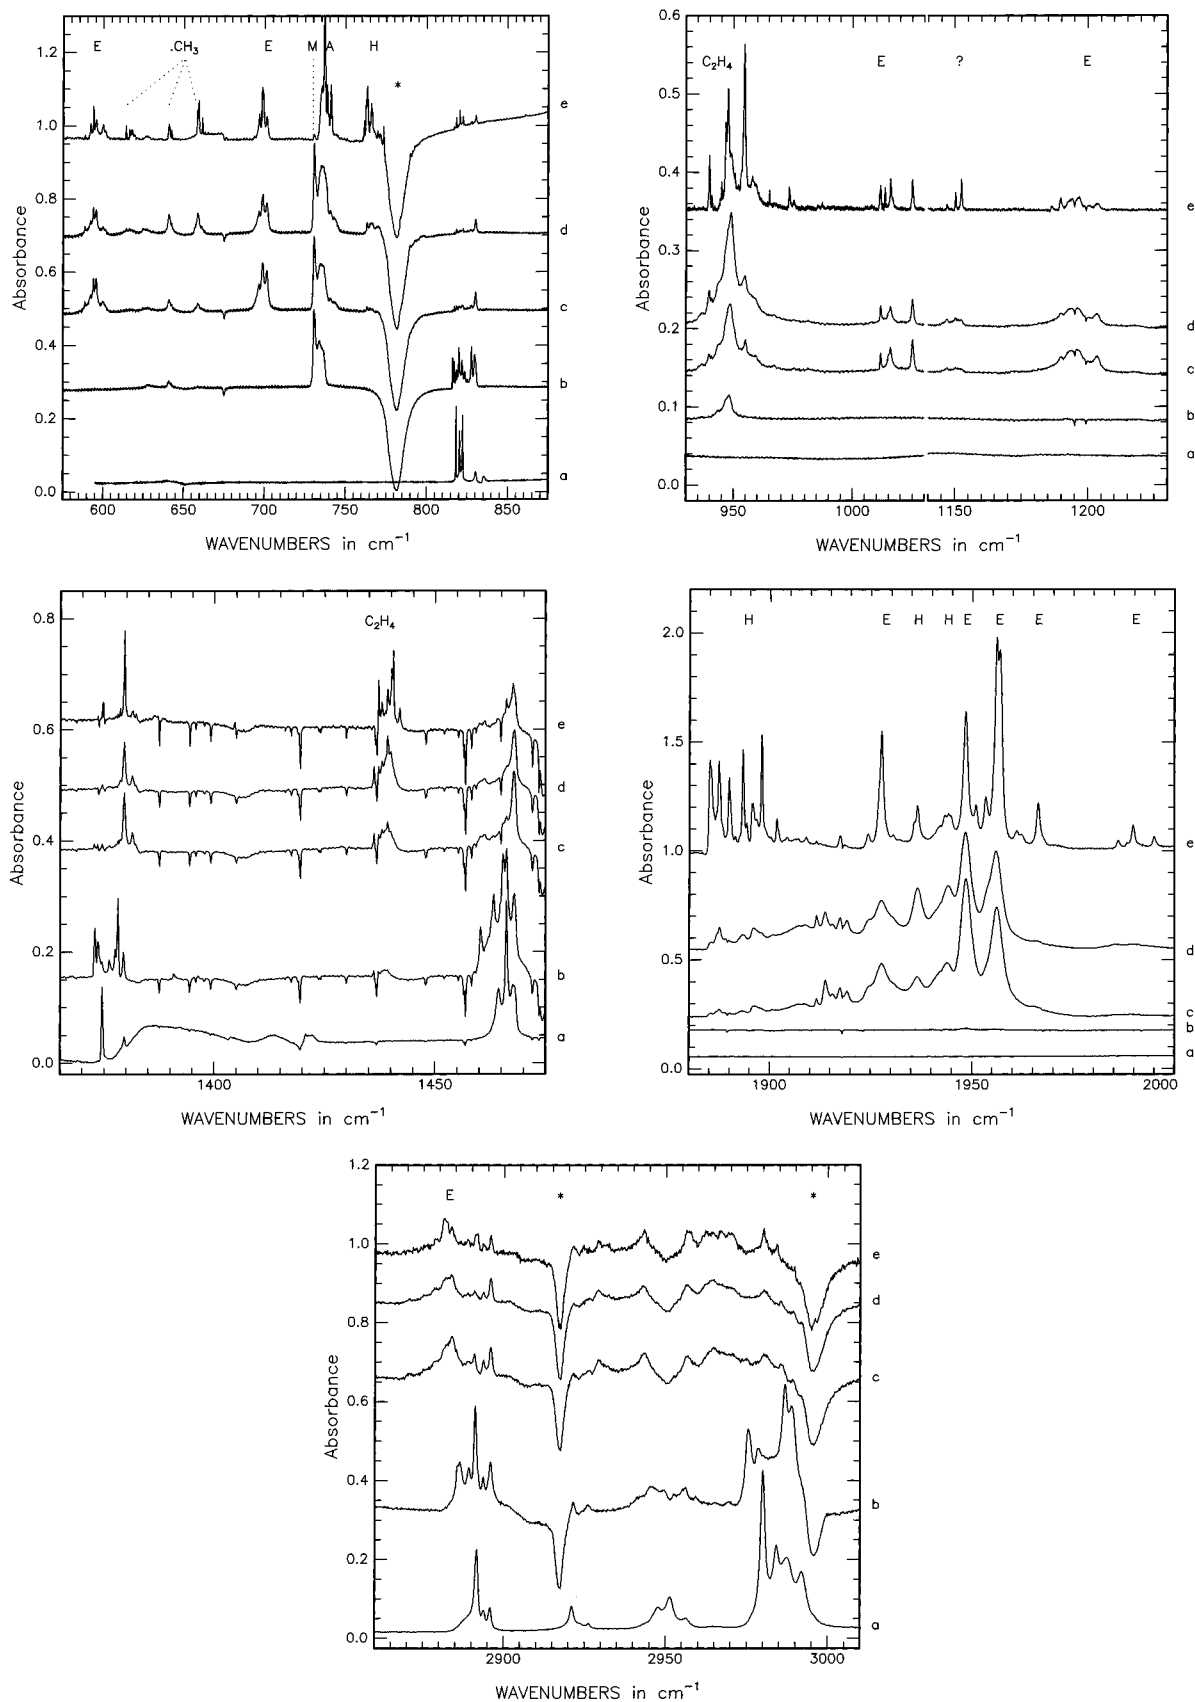 E .CH₃ E M A H
*
1.2
1.0
0.8
0.6
0.4
0.2
0.0
Absorbance
e
d
c
b
a
600 650 700 750 800 850
WAVENUMBERS in cm⁻¹
C₂H₄ E ? E
0.6
0.5
0.4
0.3
0.2
0.1
0.0
Absorbance
e
d
c
b
a
950 1000 1150 1200
WAVENUMBERS in cm⁻¹
C₂H₄
0.8
0.6
0.4
0.2
0.0
Absorbance
e
d
c
b
a
1400 1450
WAVENUMBERS in cm⁻¹
H E H H E E E E
2.0
1.5
1.0
0.5
0.0
Absorbance
e
d
c
b
a
1900 1950 2000
WAVENUMBERS in cm⁻¹
E * *
1.2
1.0
0.8
0.6
0.4
0.2
0.0
Absorbance
e
d
c
b
a
2900 2950 3000
WAVENUMBERS in cm⁻¹